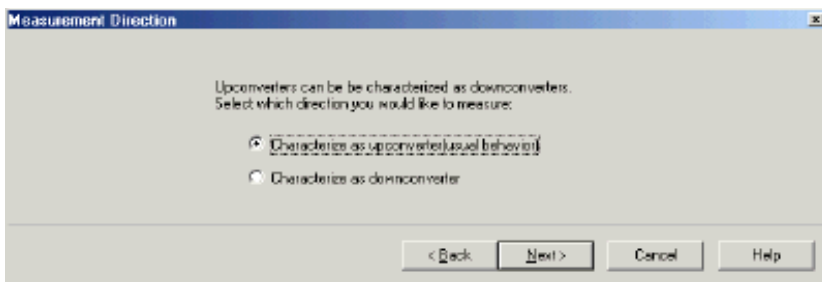 Measurement Direction
Upconverters can be be characterized as downconverters.
Select which direction you would like to measure:
Characterize as upconverter(usual behavior)
Characterize as downconverter
< Back
Next >
Cancel
Help